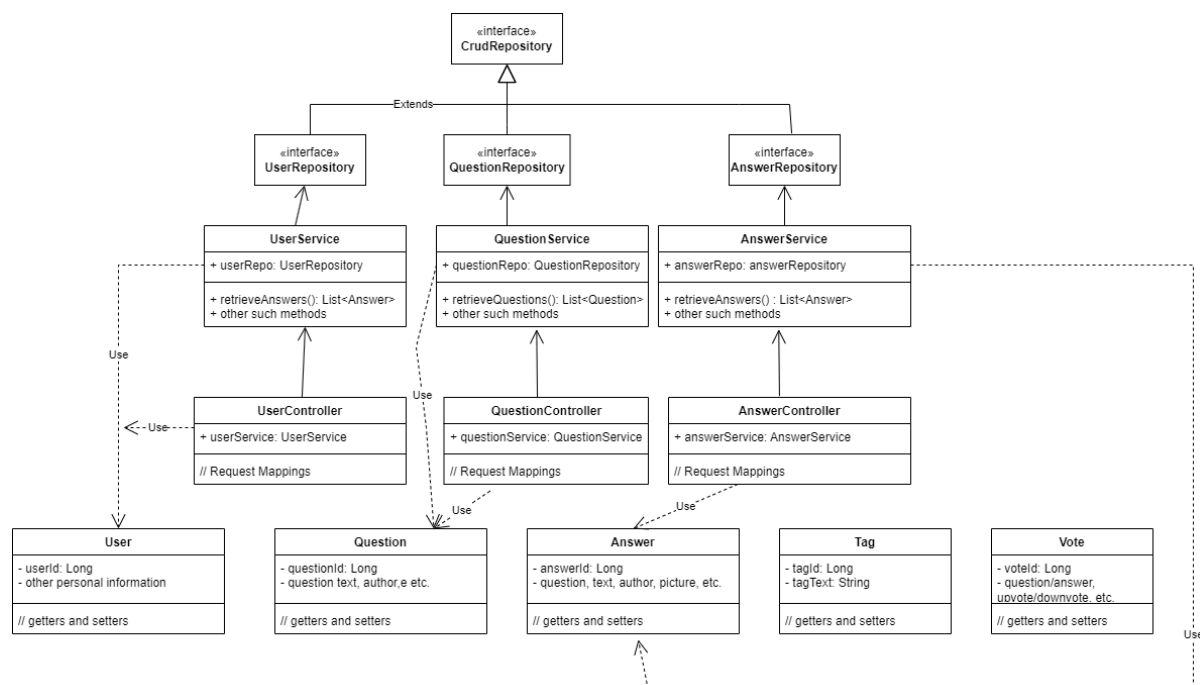 «interface»
CrudRepository
Extends
«interface»
UserRepository
«interface»
QuestionRepository
«interface»
AnswerRepository
UserService
+ userRepo: UserRepository
+ retrieveAnswers(): List<Answer>
+ other such methods
QuestionService
+ questionRepo: QuestionRepository
+ retrieveQuestions(): List<Question>
+ other such methods
AnswerService
+ answerRepo: answerRepository
+ retrieveAnswers() : List<Answer>
+ other such methods
Use
Use
Use
UserController
+ userService: UserService
// Request Mappings
QuestionController
+ questionService: QuestionService
// Request Mappings
AnswerController
+ answerService: AnswerService
// Request Mappings
Use
Use
User
- userId: Long
- other personal information
// getters and setters
Question
- questionId: Long
- question text, author,e etc.
// getters and setters
Answer
- answerId: Long
- question, text, author, picture, etc.
// getters and setters
Tag
- tagId: Long
- tagText: String
// getters and setters
Vote
- voteId: Long
- question/answer,
upvote/downvote, etc.
// getters and setters
Use